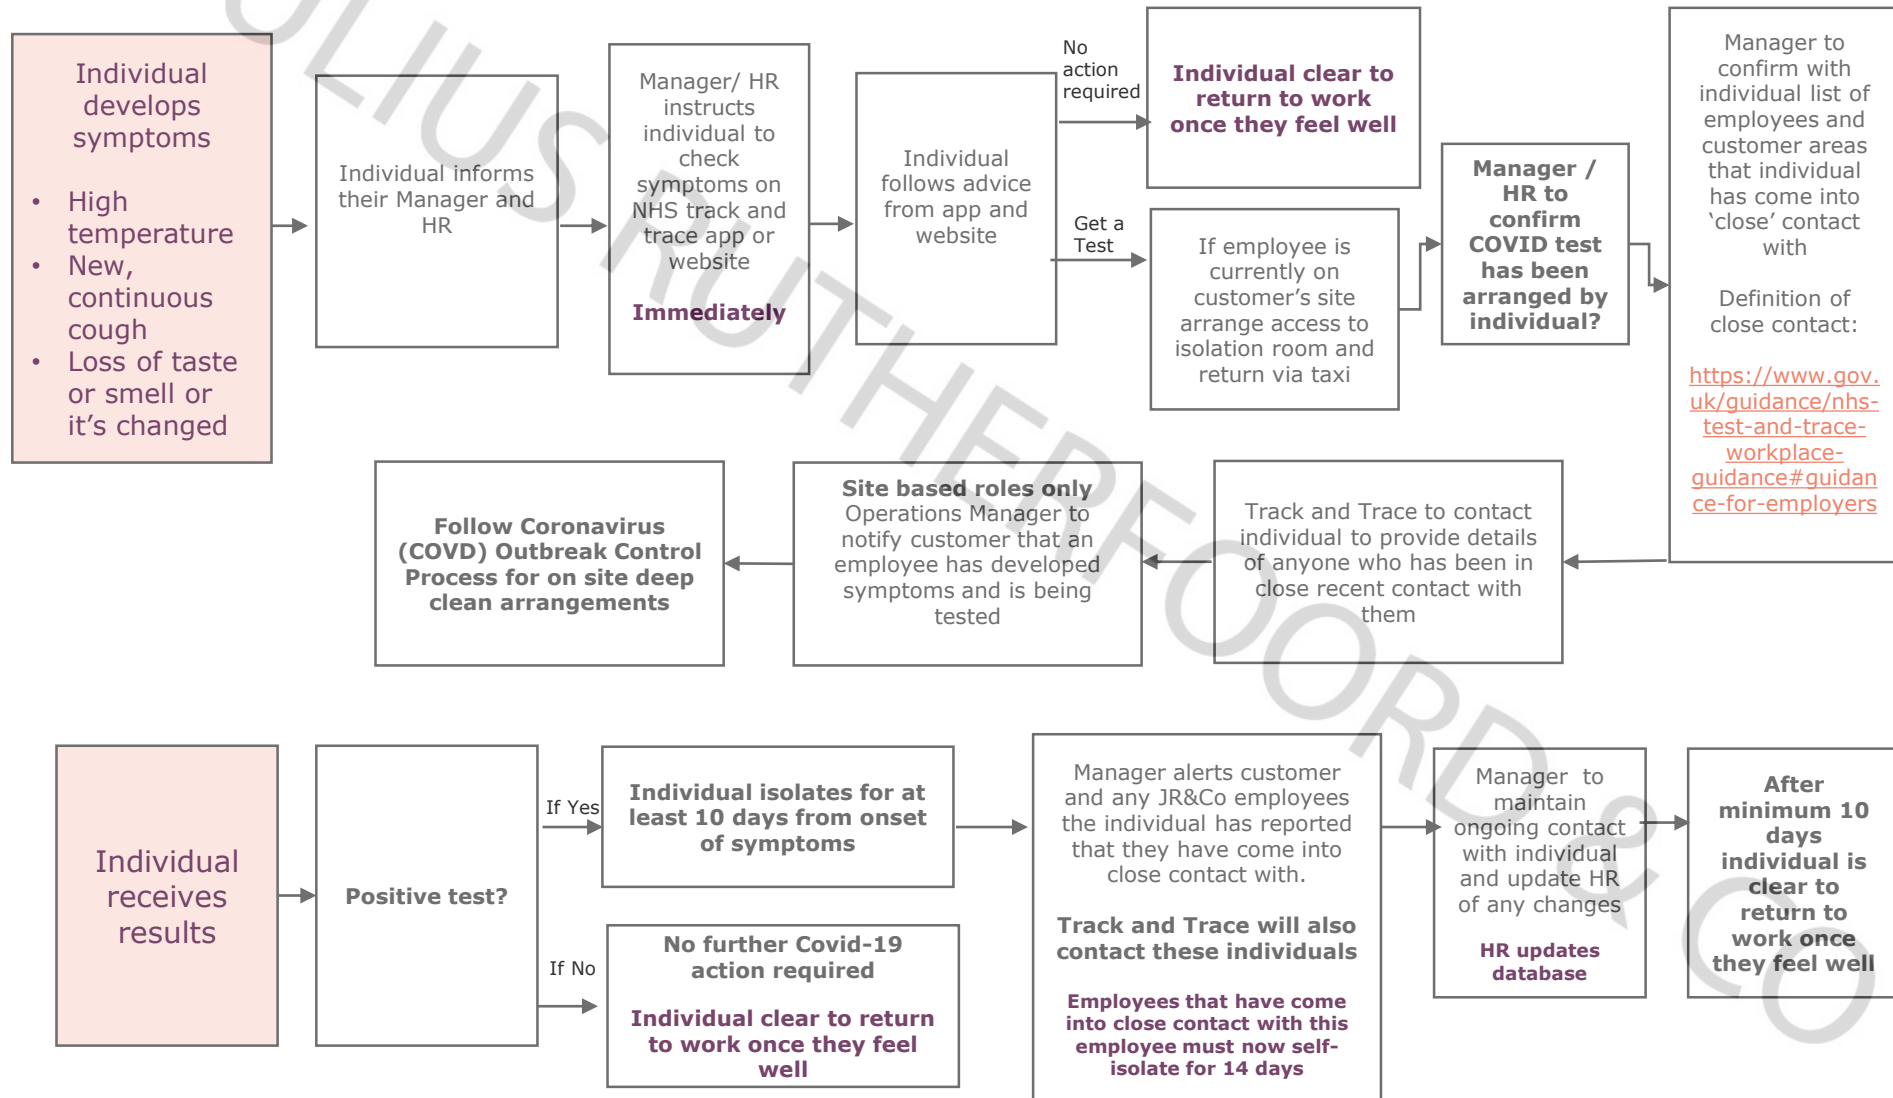 Individual
develops
symptoms
• High
temperature
• New,
continuous
cough
• Loss of taste
or smell or
it's changed
Individual informs
their Manager and
HR
Manager/ HR
instructs
individual to
check
symptoms on
NHS track and
trace app or
website
Immediately
Individual
follows advice
from app and
website
No
action
required
Individual clear to
return to work
once they feel well
Get a
Test
If employee is
currently on
customer's site
arrange access to
isolation room and
return via taxi
Manager /
HR to
confirm
COVID test
has been
arranged by
individual?
Manager to
confirm with
individual list of
employees and
customer areas
that individual
has come into
‘close’ contact
with
Definition of
close contact:
https://www.gov.
uk/guidance/nhs-
test-and-trace-
workplace-
guidance#guidan
ce-for-employers
Track and Trace to contact
individual to provide details
of anyone who has been in
close recent contact with
them
Site based roles only
Operations Manager to
notify customer that an
employee has developed
symptoms and is being
tested
Follow Coronavirus
(COVD) Outbreak Control
Process for on site deep
clean arrangements
Individual
receives
results
Positive test?
If Yes
Individual isolates for at
least 10 days from onset
of symptoms
If No
No further Covid-19
action required
Individual clear to return
to work once they feel
well
Manager alerts customer
and any JR&Co employees
the individual has reported
that they have come into
close contact with.
Track and Trace will also
contact these individuals
Employees that have come
into close contact with this
employee must now self-
isolate for 14 days
Manager to
maintain
ongoing contact
with individual
and update HR
of any changes
HR updates
database
After
minimum 10
days
individual is
clear to
return to
work once
they feel well
JULIUS RUTHERFOORD & CO